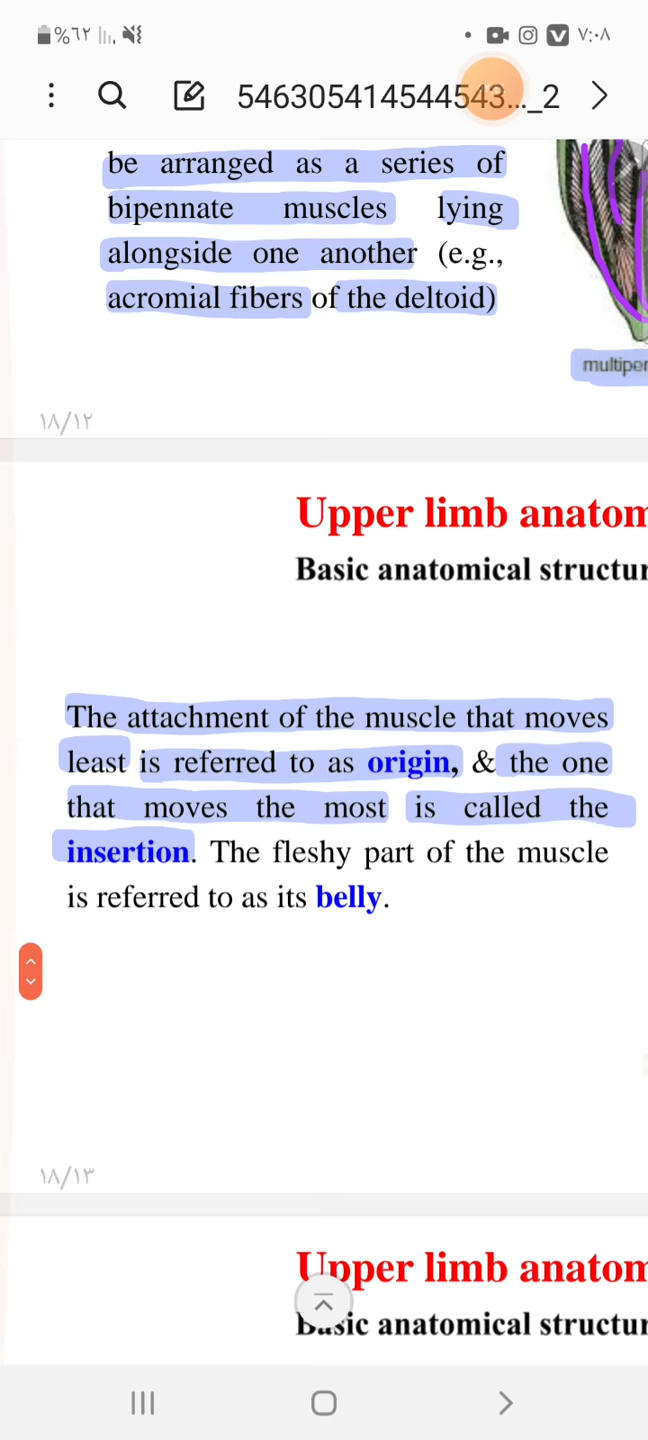 %٦٢
٧:٠٨
546305414544543..._2
be arranged as a series of
bipennate muscles lying
alongside one another (e.g.,
acromial fibers of the deltoid)
multipen
١٨/١٢
Upper limb anatom
Basic anatomical structur
The attachment of the muscle that moves
least is referred to as origin, & the one
that moves the most is called the
insertion. The fleshy part of the muscle
is referred to as its belly.
١٨/١٣
Upper limb anatom
Basic anatomical structur